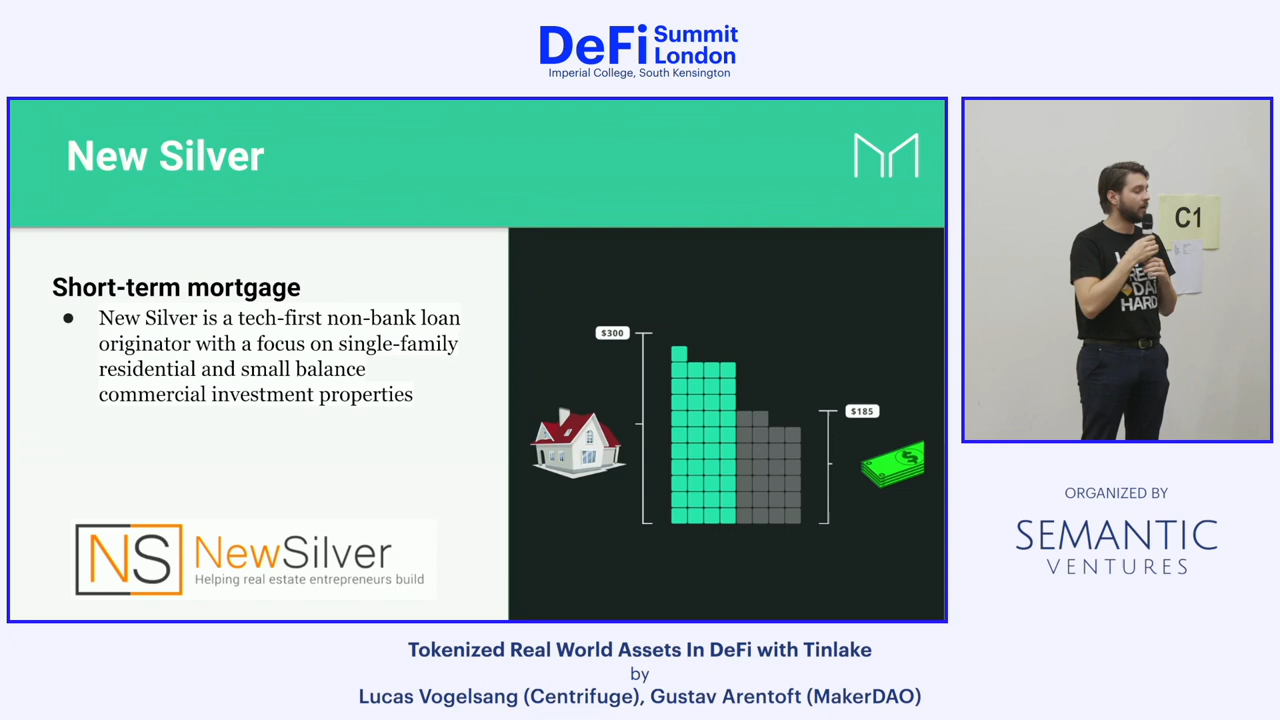 DeFi Summit
London
Imperial College, South Kensington
New Silver
Short-term mortgage
● New Silver is a tech-first non-bank loan
originator with a focus on single-family
residential and small balance
commercial investment properties
NS NewSilver
Helping real estate entrepreneurs build
$300
$185
C1
DAI
HARD
ORGANIZED BY
SEMANTIC
VENTURES
Tokenized Real World Assets In DeFi with Tinlake
by
Lucas Vogelsang (Centrifuge), Gustav Arentoft (MakerDAO)